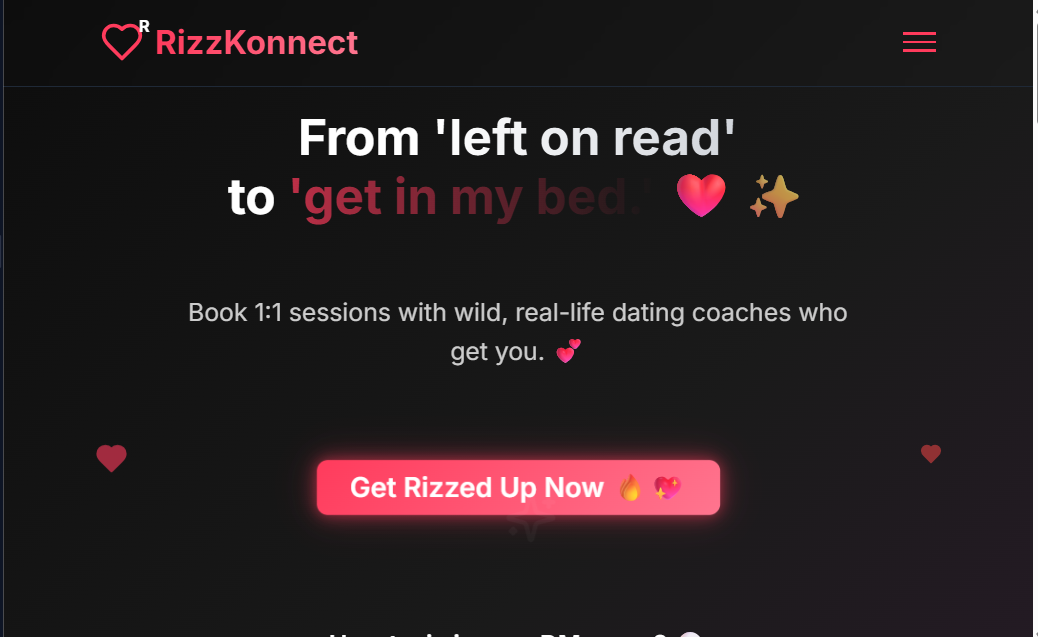 R
RizzKonnect
From 'left on read'
to 'get in my bed.' 💖 ✨
Book 1:1 sessions with wild, real-life dating coaches who
get you. 💕
Get Rizzed Up Now 🔥 💖